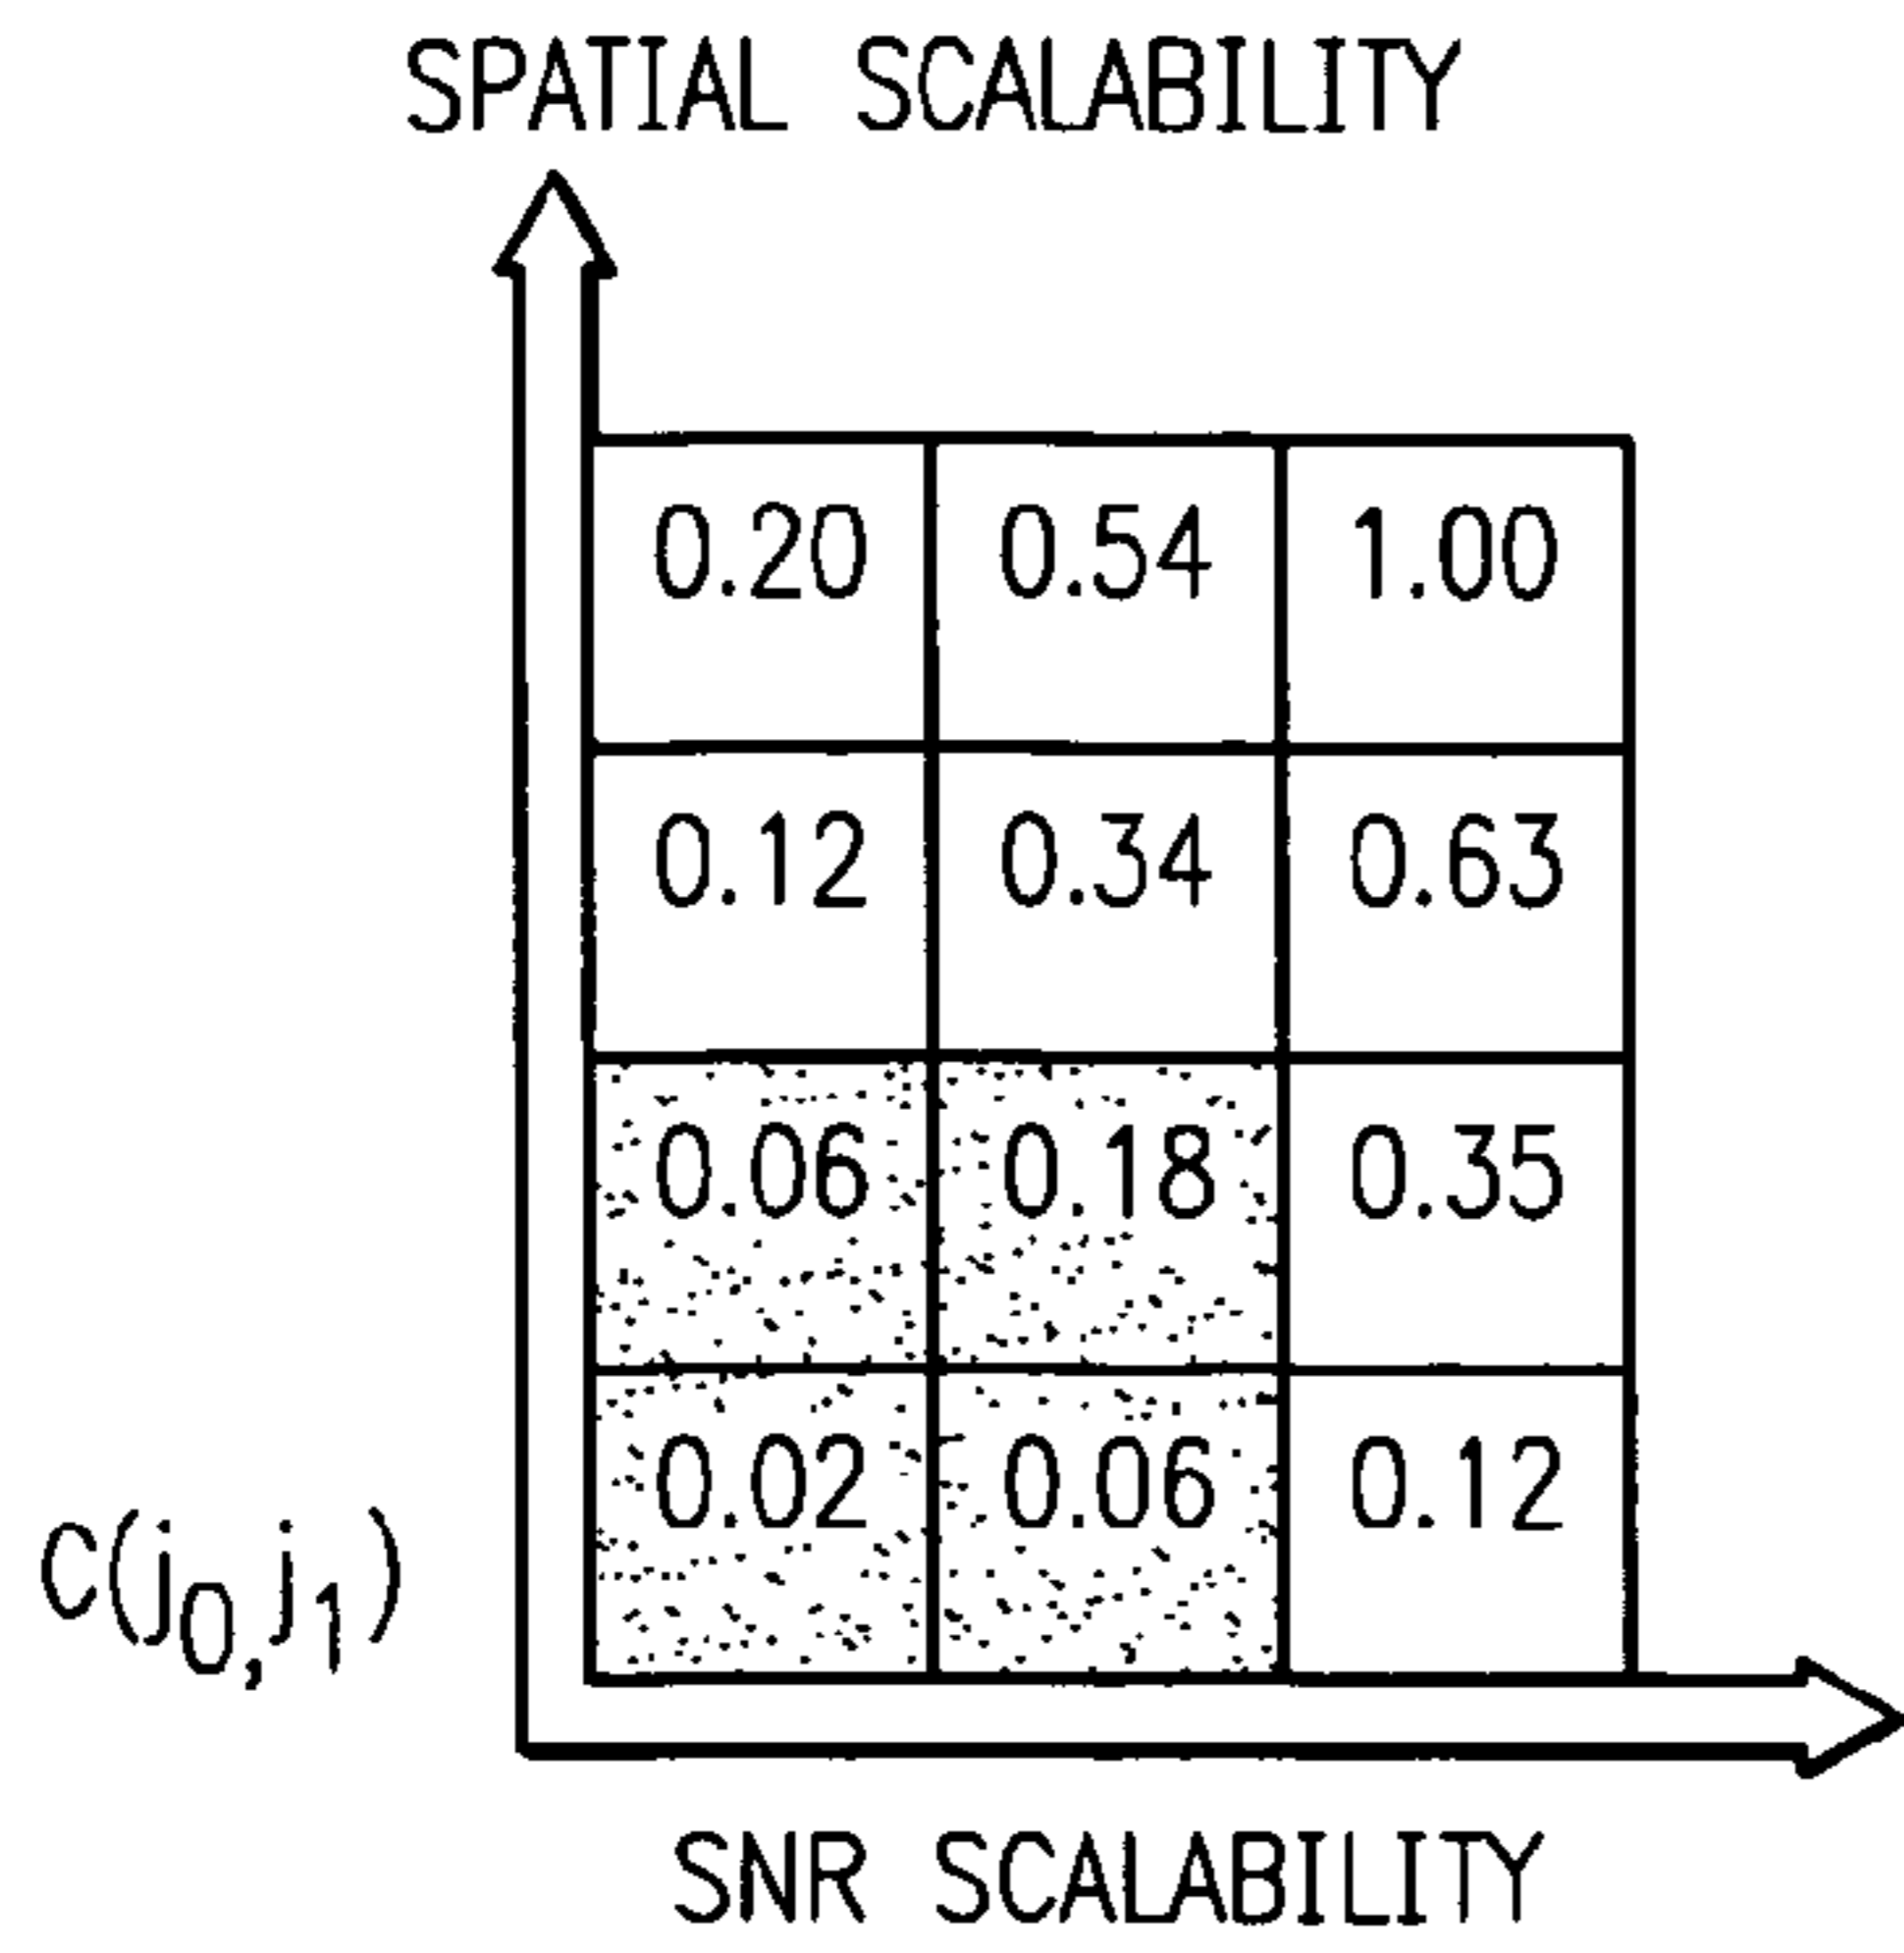 SPATIAL SCALABILITY
0.20 0.54 1.00
0.12 0.34 0.63
0.06 0.18 0.35
0.02 0.06 0.12
C(j0,j1)
SNR SCALABILITY